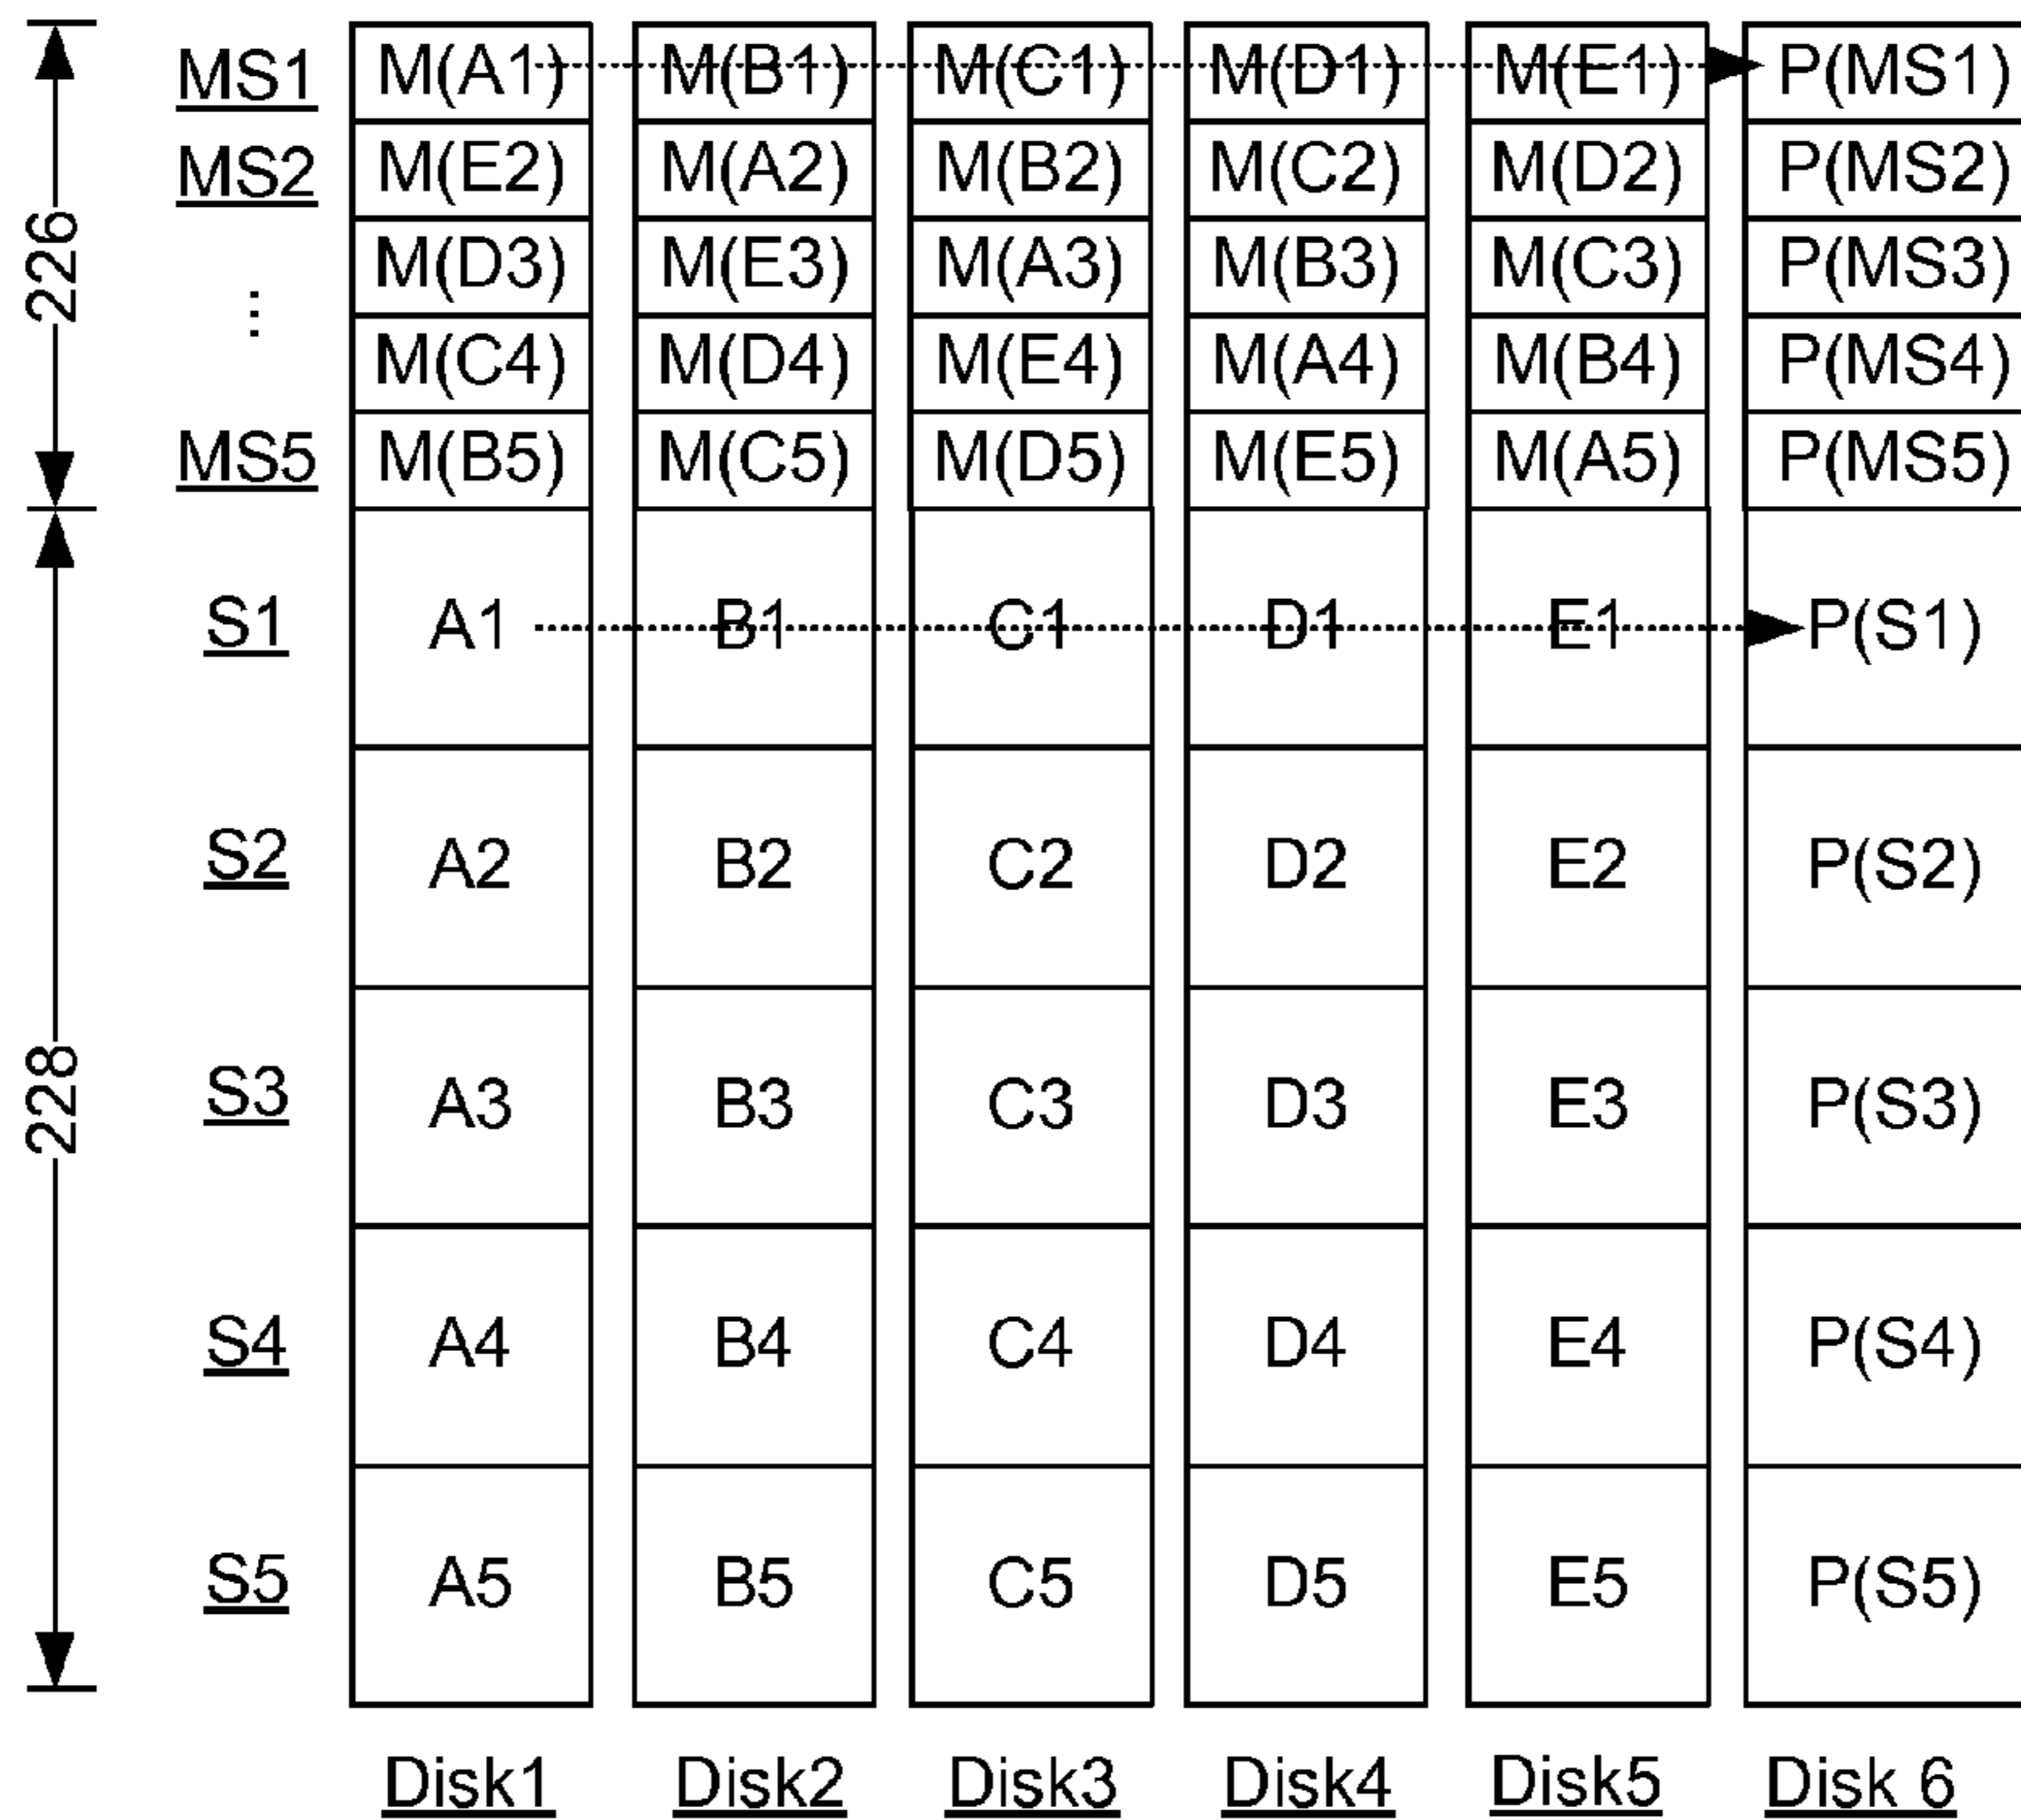 MS1 M(A1) M(B1) M(C1) M(D1) M(E1) P(MS1)
MS2 M(E2) M(A2) M(B2) M(C2) M(D2) P(MS2)
226
⋮ M(D3) M(E3) M(A3) M(B3) M(C3) P(MS3)
M(C4) M(D4) M(E4) M(A4) M(B4) P(MS4)
MS5 M(B5) M(C5) M(D5) M(E5) M(A5) P(MS5)
S1 A1 B1 C1 D1 E1 P(S1)
S2 A2 B2 C2 D2 E2 P(S2)
228
S3 A3 B3 C3 D3 E3 P(S3)
S4 A4 B4 C4 D4 E4 P(S4)
S5 A5 B5 C5 D5 E5 P(S5)
Disk1 Disk2 Disk3 Disk4 Disk5 Disk 6